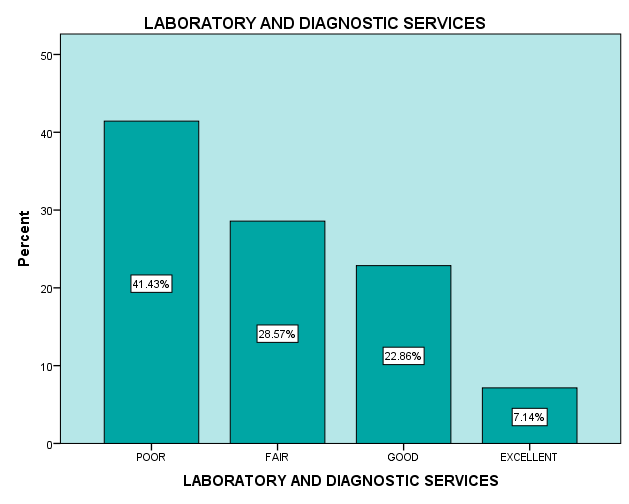 LABORATORY AND DIAGNOSTIC SERVICES
50
40
30
20
10
0
Percent
41.43%
28.57%
22.86%
7.14%
POOR
FAIR
GOOD
EXCELLENT
LABORATORY AND DIAGNOSTIC SERVICES